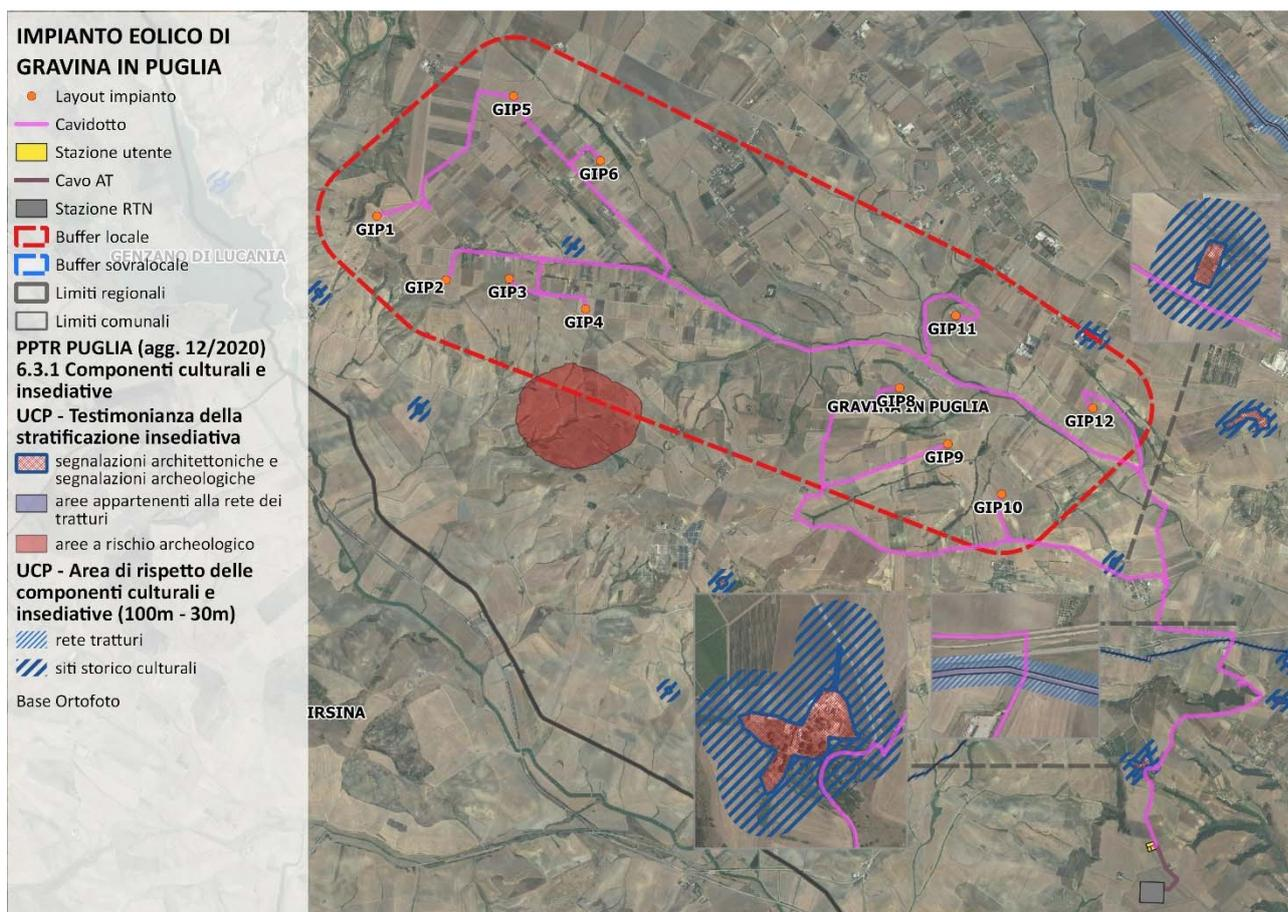 IMPIANTO EOLICO DI
GRAVINA IN PUGLIA
Layout impianto
Cavidotto
Stazione utente
Cavo AT
Stazione RTN
Buffer locale
GENZANO DI LUCANIA
Buffer sovralocale
Limiti regionali
Limiti comunali
PPTR PUGLIA (agg. 12/2020)
6.3.1 Componenti culturali e
insediative
UCP - Testimonianza della
stratificazione insediativa
segnalazioni architettoniche e
segnalazioni archeologiche
aree appartenenti alla rete dei
tratturi
aree a rischio archeologico
UCP - Area di rispetto delle
componenti culturali e
insediative (100m - 30m)
rete tratturi
siti storico culturali
Base Ortofoto
GIP5
GIP6
GIP1
GIP2
GIP3
GIP4
GIP11
GIP8
GRAVINA IN PUGLIA
GIP12
GIP9
GIP10
IRSINA